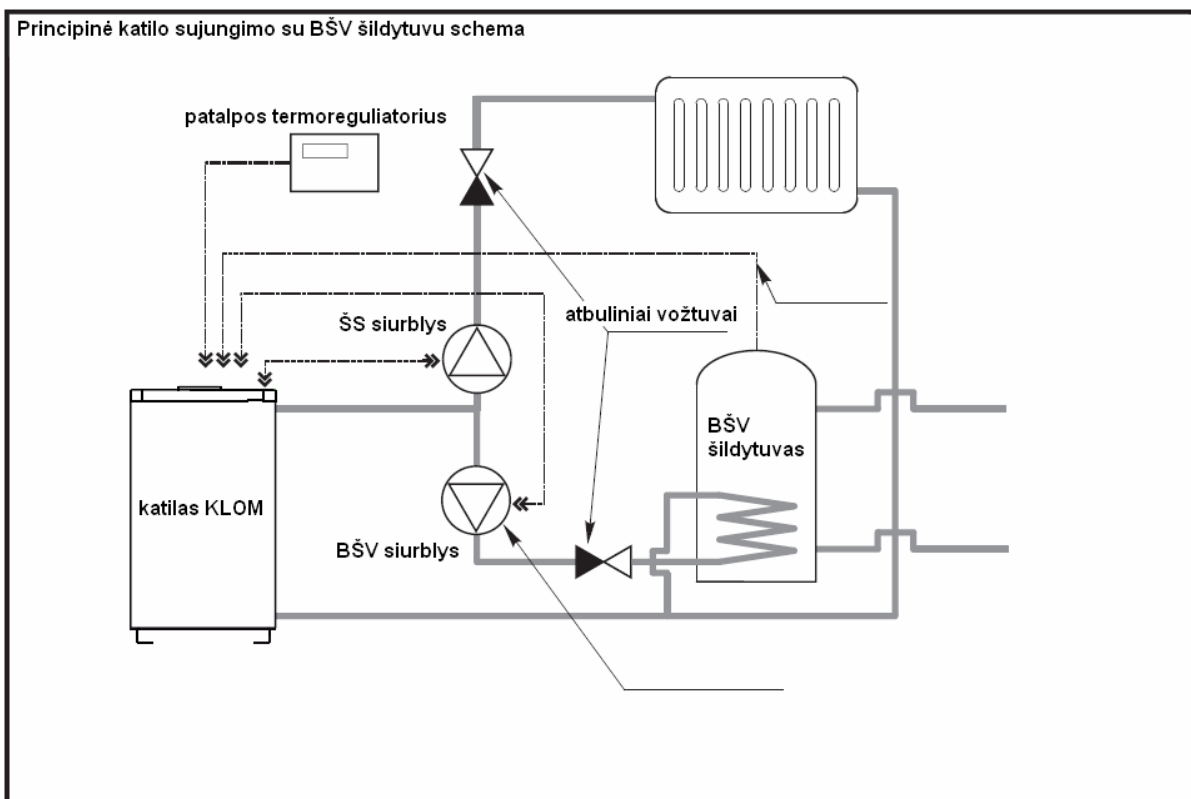 Principinė katilo sujungimo su BŠV šildytuvu schema
patalpos termoreguliatorius
ŠS siurblys
atbuliniai vožtuvai
BŠV
šildytuvas
katilas KLOM
BŠV siurblys